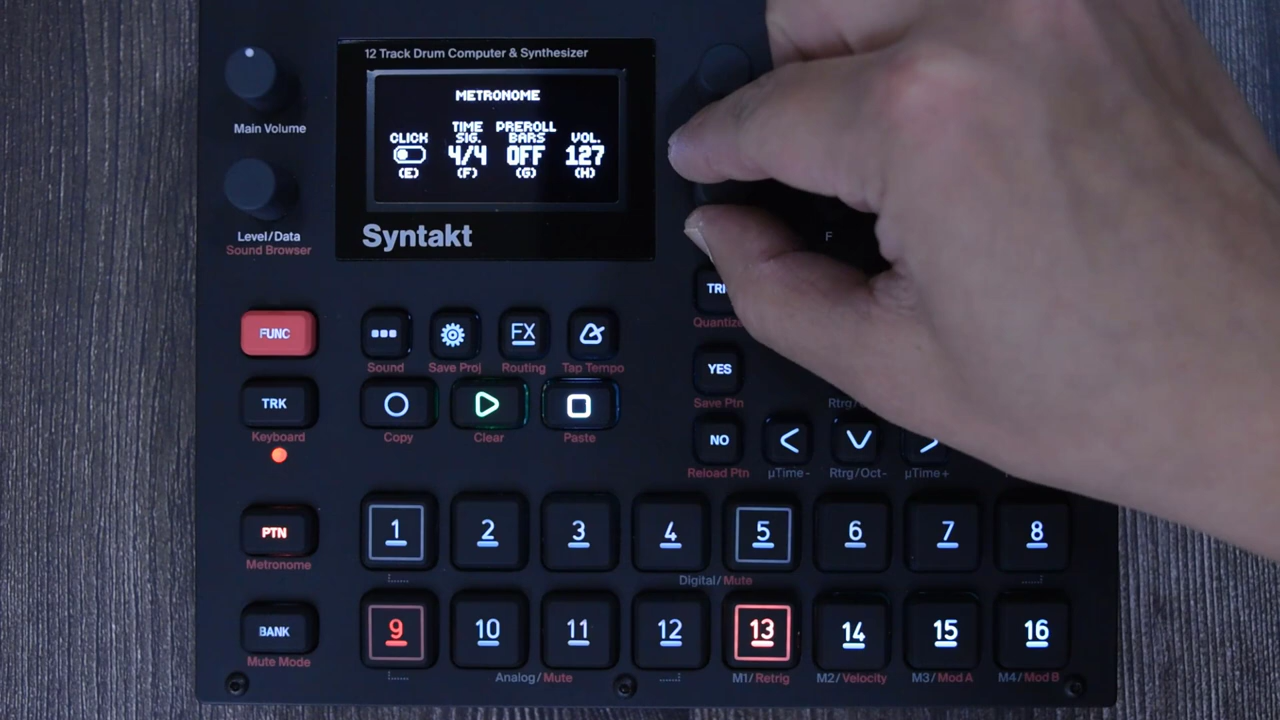 12 Track Drum Computer & Synthesizer
METRONOME
CLICK
TIME SIG.
PREROLL BARS
VOL.
4/4
OFF
127
(E)
(F)
(G)
(H)
Syntakt
Main Volume
Level/Data
Sound Browser
F
FUNC
FX
TRI
Sound
Save Proj
Routing
Tap Tempo
Quantize
YES
Save Ptn
TRK
Keyboard
Copy
Clear
Paste
NO
Reload Ptn
µTime-
Rtrg/Oct-
µTime+
PTN
Metronome
1
2
3
4
5
6
7
8
Digital/Mute
BANK
Mute Mode
9
10
11
12
13
14
15
16
Analog/Mute
M1/Retrig
M2/Velocity
M3/Mod A
M4/Mod B